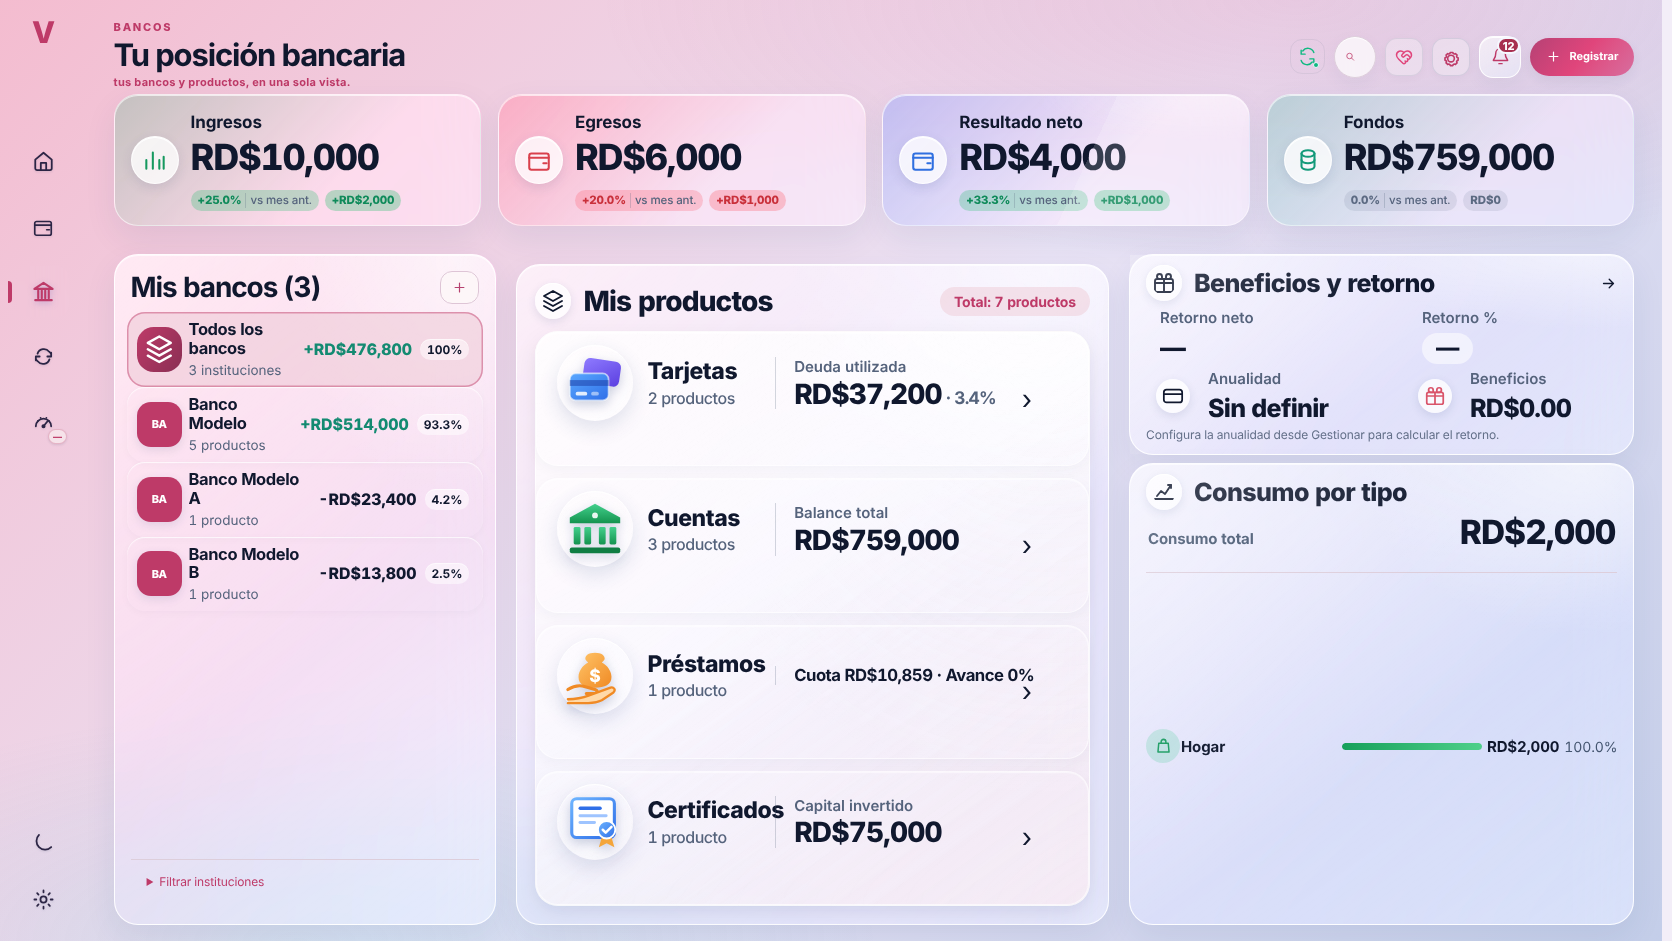 V
BANCOS
Tu posición bancaria
tus bancos y productos, en una sola vista.
12
+ Registrar
Ingresos
RD$10,000
+25.0% vs mes ant. +RD$2,000
Egresos
RD$6,000
+20.0% vs mes ant. +RD$1,000
Resultado neto
RD$4,000
+33.3% vs mes ant. +RD$1,000
Fondos
RD$759,000
0.0% vs mes ant. RD$0
Mis bancos (3)
+
Todos los
bancos
3 instituciones
+RD$476,800 100%
BA
Banco
Modelo
5 productos
+RD$514,000 93.3%
BA
Banco Modelo
A
1 producto
-RD$23,400 4.2%
BA
Banco Modelo
B
1 producto
-RD$13,800 2.5%
▶ Filtrar instituciones
Mis productos
Total: 7 productos
Tarjetas
2 productos
Deuda utilizada
RD$37,200 · 3.4%
›
Cuentas
3 productos
Balance total
RD$759,000
›
$
Préstamos
1 producto
Cuota RD$10,859 · Avance 0%
›
Certificados
1 producto
Capital invertido
RD$75,000
›
Beneficios y retorno
→
Retorno neto
—
Retorno %
—
Anualidad
Sin definir
Beneficios
RD$0.00
Configura la anualidad desde Gestionar para calcular el retorno.
Consumo por tipo
Consumo total
RD$2,000
Hogar
RD$2,000 100.0%